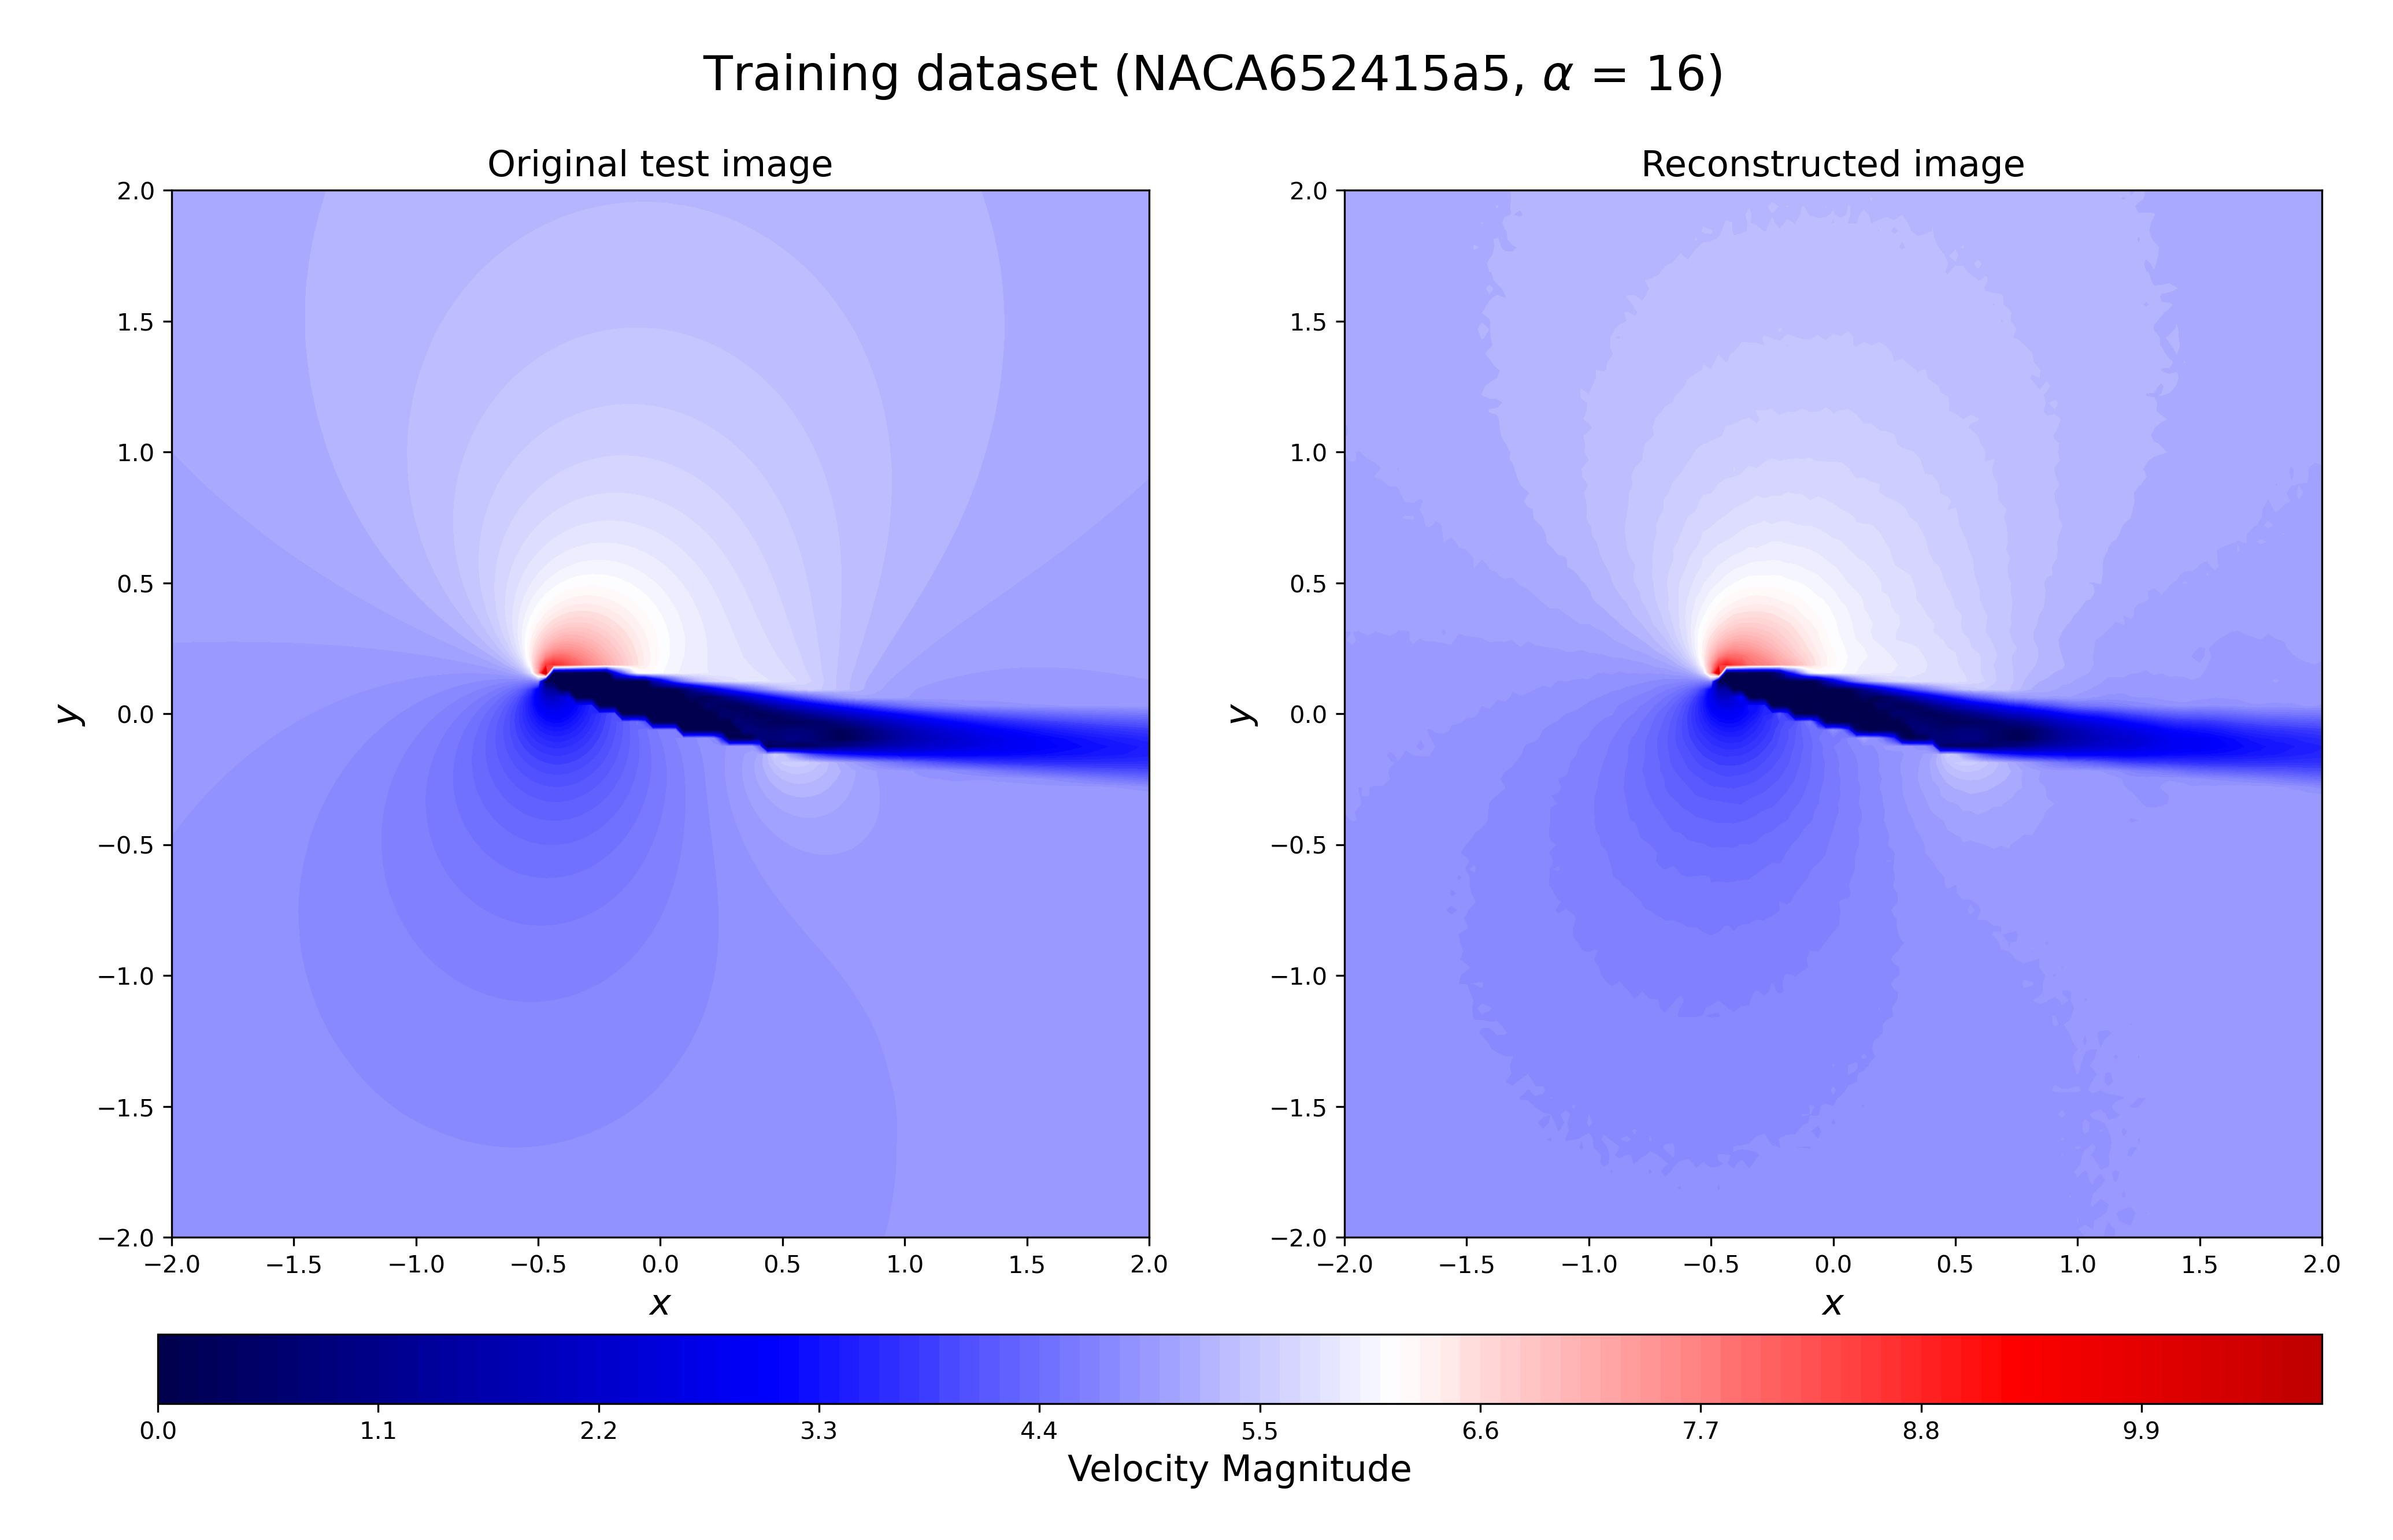 Training dataset (NACA652415a5, α = 16)
Original test image
2.0
1.5
1.0
0.5
0.0
−0.5
−1.0
−1.5
−2.0
y
−2.0 −1.5 −1.0 −0.5 0.0 0.5 1.0 1.5 2.0
x
Reconstructed image
2.0
1.5
1.0
0.5
0.0
−0.5
−1.0
−1.5
−2.0
y
−2.0 −1.5 −1.0 −0.5 0.0 0.5 1.0 1.5 2.0
x
0.0 1.1 2.2 3.3 4.4 5.5 6.6 7.7 8.8 9.9
Velocity Magnitude